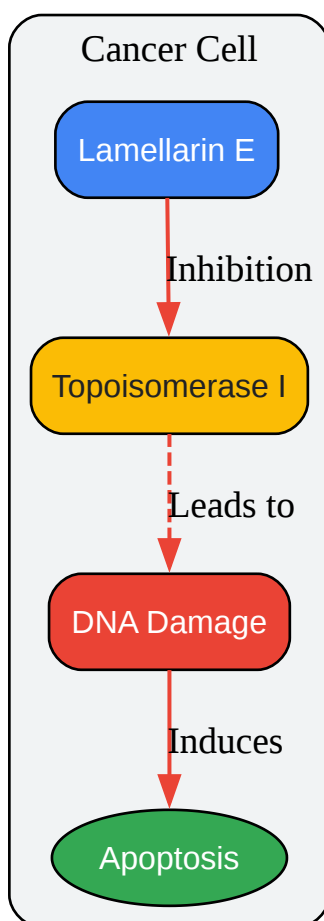 Cancer Cell
Lamellarin E
Inhibition
Topoisomerase I
Leads to
DNA Damage
Induces
Apoptosis